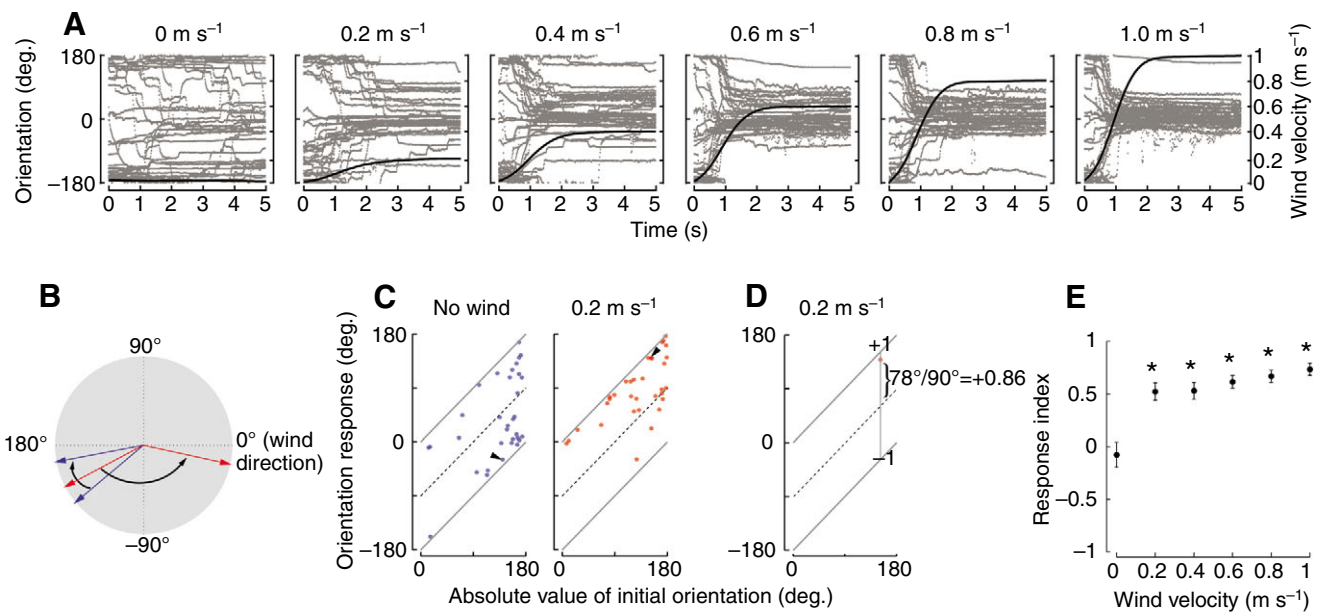 A
0 m s⁻¹
0.2 m s⁻¹
0.4 m s⁻¹
0.6 m s⁻¹
0.8 m s⁻¹
1.0 m s⁻¹
Orientation (deg.)
180
0
−180
0 1 2 3 4 5
0 1 2 3 4 5
0 1 2 3 4 5
0 1 2 3 4 5
0 1 2 3 4 5
0 1 2 3 4 5
1
0.8
0.6
0.4
0.2
0
Wind velocity (m s⁻¹)
Time (s)
B
90°
180°
0° (wind
direction)
−90°
C
No wind
0.2 m s⁻¹
Orientation response (deg.)
180
0
−180
0 180
0 180
Absolute value of initial orientation (deg.)
D
0.2 m s⁻¹
180
0
−180
+1
}78°/90°=+0.86
−1
0 180
E
Response index
1
0.5
0
−0.5
−1
* * * * *
0 0.2 0.4 0.6 0.8 1
Wind velocity (m s⁻¹)